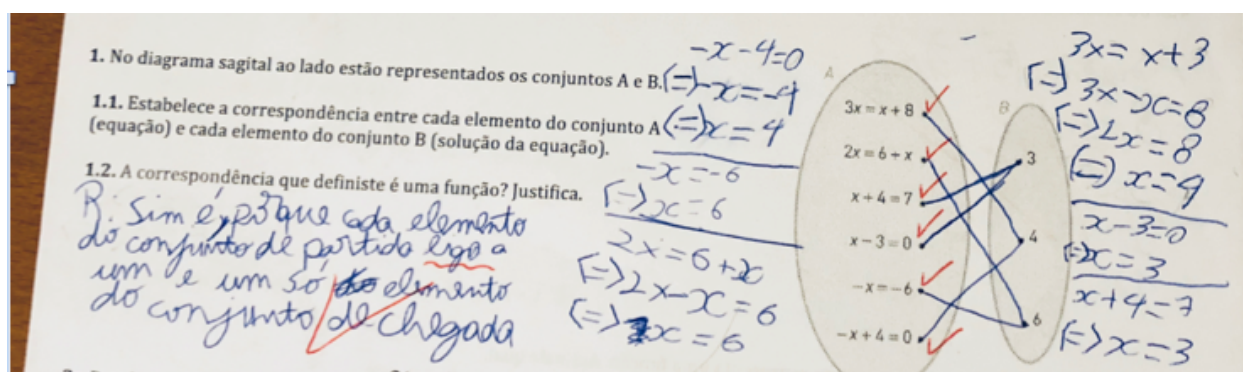 1. No diagrama sagital ao lado estão representados os conjuntos A e B.
1.1. Estabelece a correspondência entre cada elemento do conjunto A
(equação) e cada elemento do conjunto B (solução da equação).
1.2. A correspondência que definiste é uma função? Justifica.
R: Sim é, porque cada elemento
do conjunto de partida liga a
um e um só elemento
do conjunto de chegada
-x-4=0
(=)-x=-4
(=)x=4
-x=-6
(=)x=6
2x=6+x
(=)2x-x=6
(=)x=6
A
3x = x + 8
2x = 6 + x
x + 4 = 7
x - 3 = 0
-x = -6
-x + 4 = 0
B
3
4
6
3x = x+3
(=) 3x-x=8
(=)2x=8
(=) x=4
x-3=0
(=)x=3
x+4=7
(=)x=3